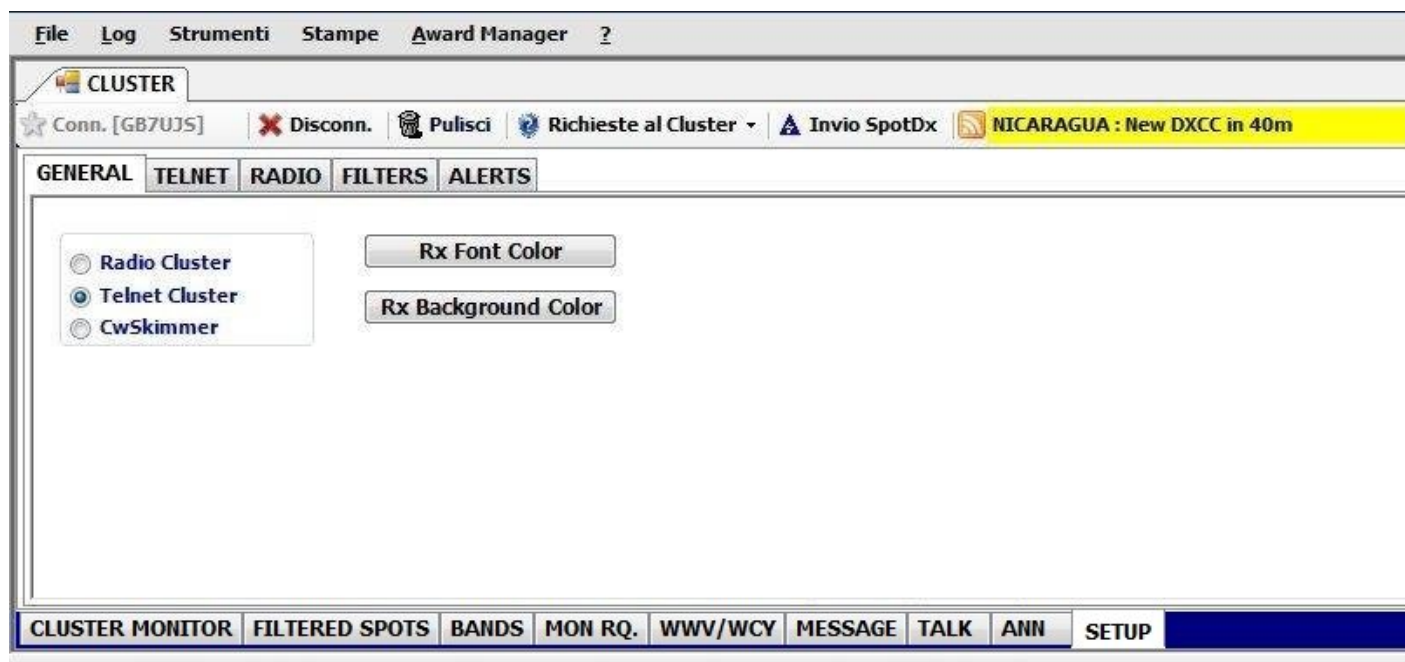 File Log Strumenti Stampe Award Manager ?
CLUSTER
Conn. [GB7UJS] Disconn. Pulisci Richieste al Cluster Invio SpotDx NICARAGUA : New DXCC in 40m
GENERAL TELNET RADIO FILTERS ALERTS
Radio Cluster
Telnet Cluster
CwSkimmer
Rx Font Color
Rx Background Color
CLUSTER MONITOR FILTERED SPOTS BANDS MON RQ. WWV/WCY MESSAGE TALK ANN SETUP